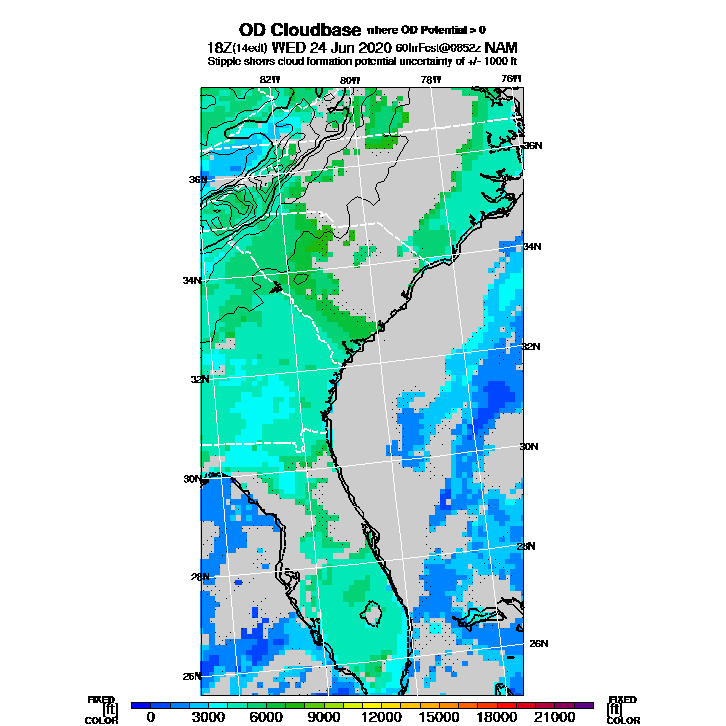 OD Cloudbase where OD Potential > 0
18Z(14edt) WED 24 Jun 2020 60hrFcst@0852z NAM
Stipple shows cloud formation potential uncertainty of +/- 1000 ft
82W 80W 78W 76W
36N
36N
34N
34N
32N
32N
30N
30N
28N
28N
26N
26N
FIXED [ft] COLOR
0 3000 6000 9000 12000 15000 18000 21000
FIXED [ft] COLOR